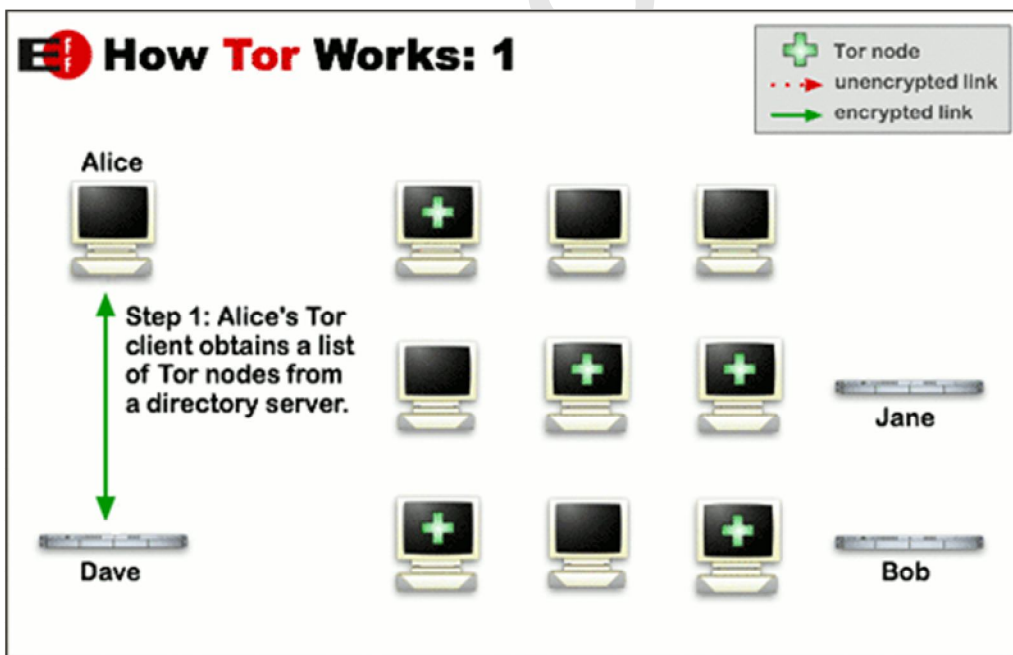 EFF How Tor Works: 1
Tor node
unencrypted link
encrypted link
Alice
Step 1: Alice's Tor
client obtains a list
of Tor nodes from
a directory server.
Jane
Dave
Bob